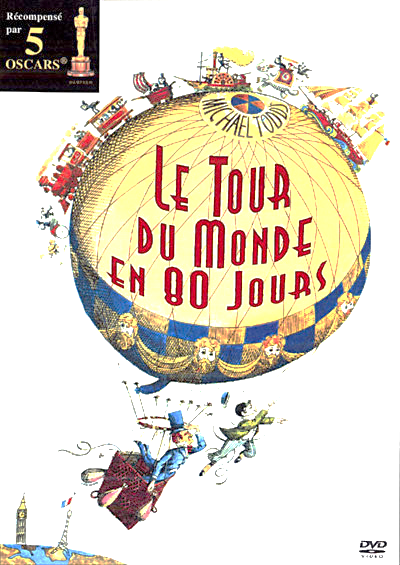 Récompensé
par
5
OSCARS®
MICHAEL TODD
LE TOUR
DU MONDE
EN 80 JOURS
DVD
VIDEO